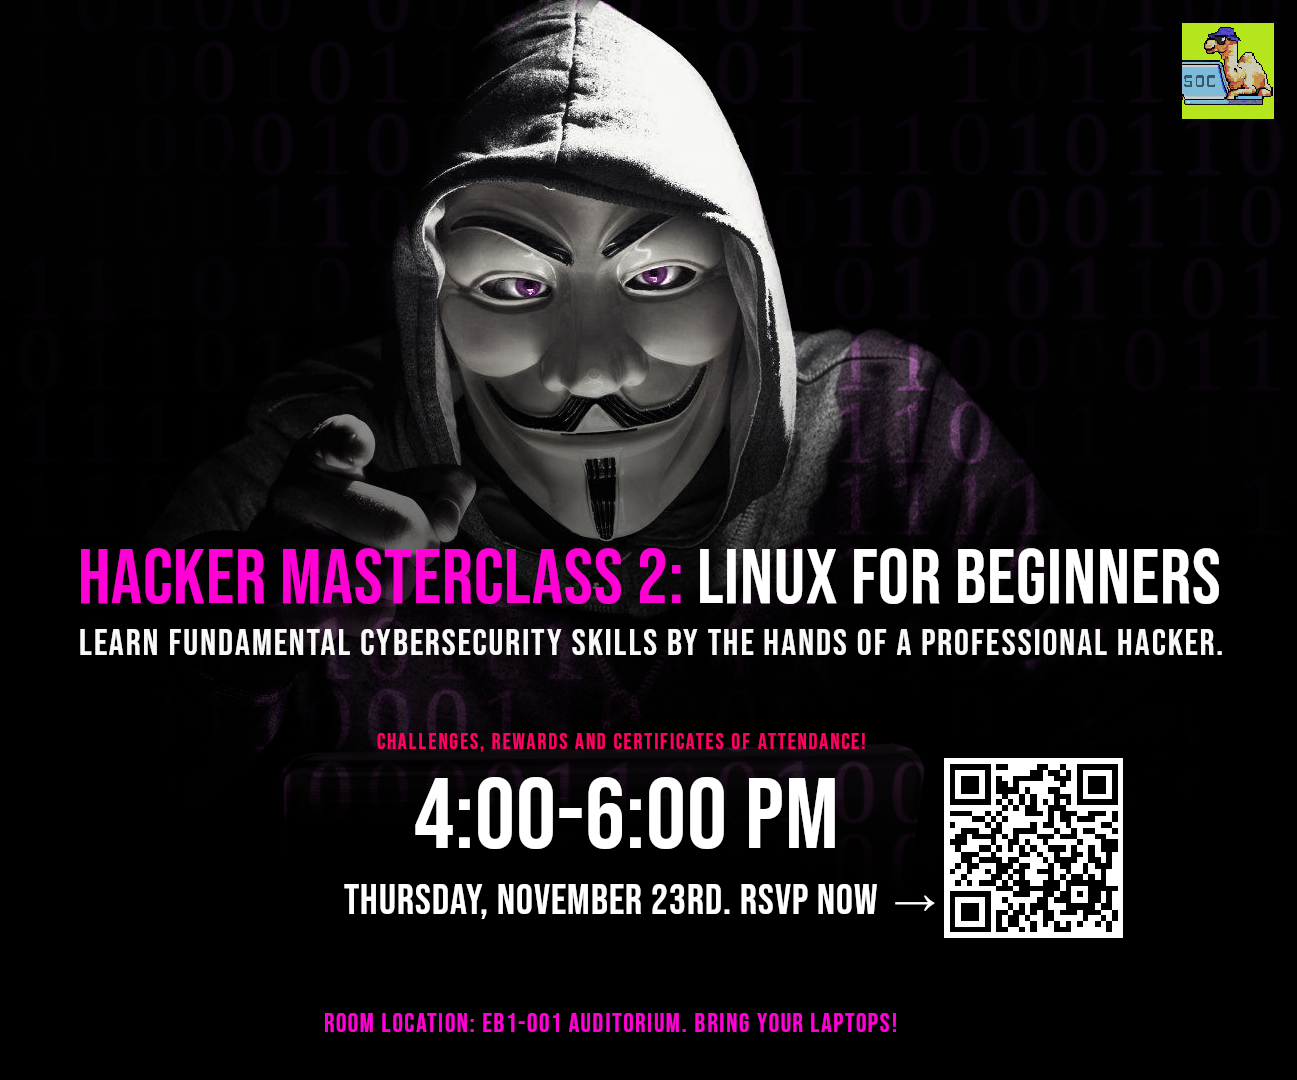 SOC
HACKER MASTERCLASS 2: LINUX FOR BEGINNERS
LEARN FUNDAMENTAL CYBERSECURITY SKILLS BY THE HANDS OF A PROFESSIONAL HACKER.
CHALLENGES, REWARDS AND CERTIFICATES OF ATTENDANCE!
4:00-6:00 PM
THURSDAY, NOVEMBER 23RD. RSVP NOW →
ROOM LOCATION: EB1-001 AUDITORIUM. BRING YOUR LAPTOPS!